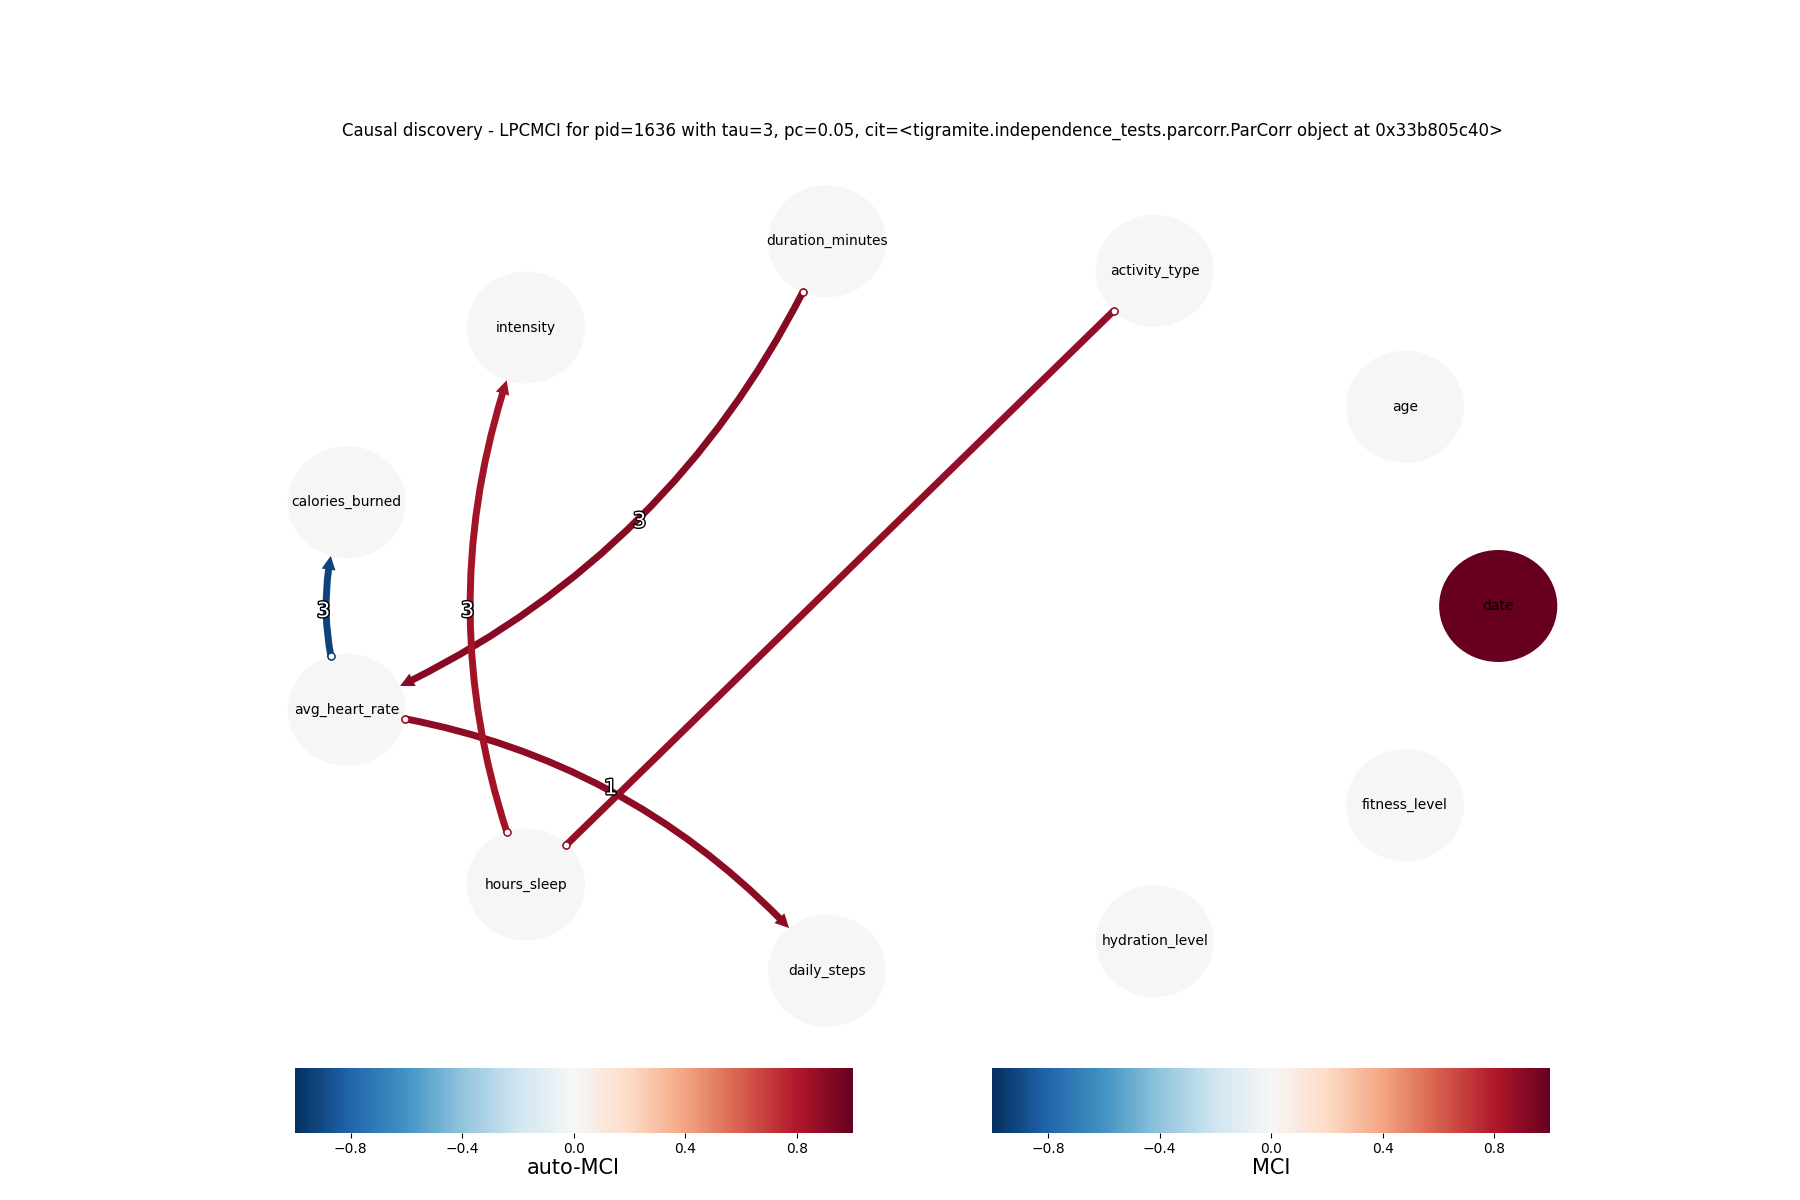 Causal discovery - LPCMCI for pid=1636 with tau=3, pc=0.05, cit=<tigramite.independence_tests.parcorr.ParCorr object at 0x33b805c40>
duration_minutes
activity_type
intensity
age
calories_burned
3
date
3
3
avg_heart_rate
1
fitness_level
hours_sleep
hydration_level
daily_steps
−0.8 −0.4 0.0 0.4 0.8
auto-MCI
−0.8 −0.4 0.0 0.4 0.8
MCI